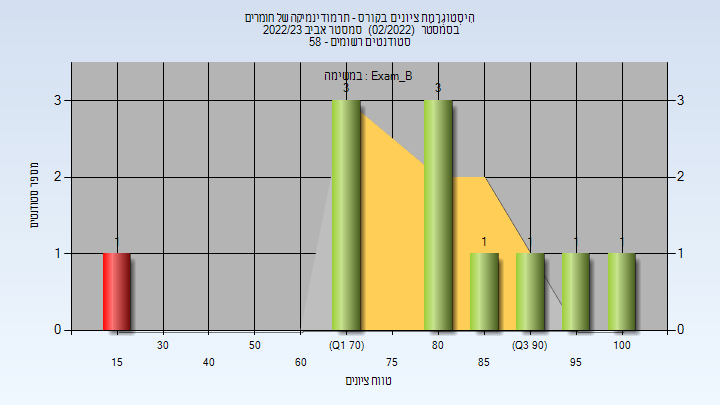 היסטוגרמת ציונים בקורס - תרמודינמיקה של חומרים
בסמסטר (02/2022) סמסטר אביב 2022/23
סטודנטים רשומים - 58
במשימה : Exam_B
מספר סטודנטים
3 3
2 2
1 1
0 0
1 3 3 1 1 1 1
15 30 40 50 60 (Q1 70) 75 80 85 (Q3 90) 95 100
טווח ציונים